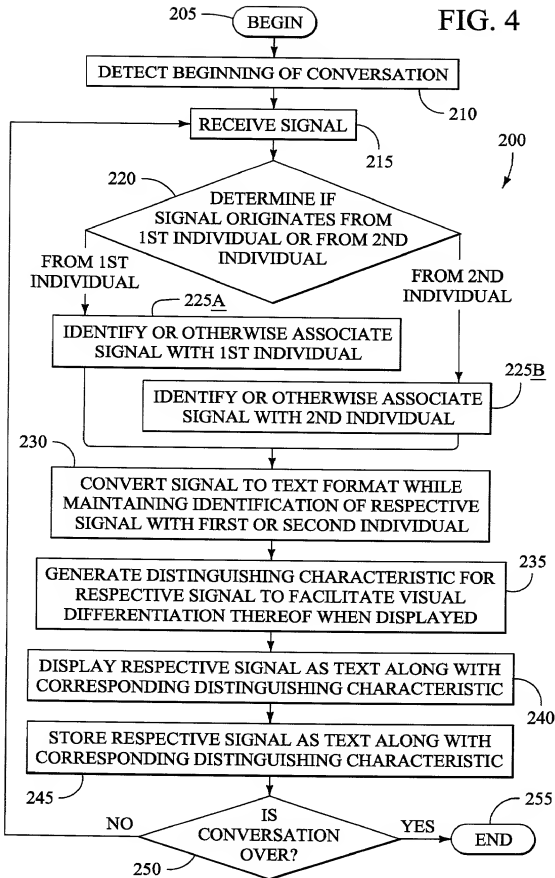 FIG. 4
205
BEGIN
DETECT BEGINNING OF CONVERSATION
210
RECEIVE SIGNAL
215
200
220
DETERMINE IF
SIGNAL ORIGINATES FROM
1ST INDIVIDUAL OR FROM 2ND
INDIVIDUAL
FROM 1ST
INDIVIDUAL
FROM 2ND
INDIVIDUAL
225A
IDENTIFY OR OTHERWISE ASSOCIATE
SIGNAL WITH 1ST INDIVIDUAL
225B
IDENTIFY OR OTHERWISE ASSOCIATE
SIGNAL WITH 2ND INDIVIDUAL
230
CONVERT SIGNAL TO TEXT FORMAT WHILE
MAINTAINING IDENTIFICATION OF RESPECTIVE
SIGNAL WITH FIRST OR SECOND INDIVIDUAL
235
GENERATE DISTINGUISHING CHARACTERISTIC FOR
RESPECTIVE SIGNAL TO FACILITATE VISUAL
DIFFERENTIATION THEREOF WHEN DISPLAYED
DISPLAY RESPECTIVE SIGNAL AS TEXT ALONG WITH
CORRESPONDING DISTINGUISHING CHARACTERISTIC
240
STORE RESPECTIVE SIGNAL AS TEXT ALONG WITH
CORRESPONDING DISTINGUISHING CHARACTERISTIC
245
IS
CONVERSATION
OVER?
NO
YES
250
255
END